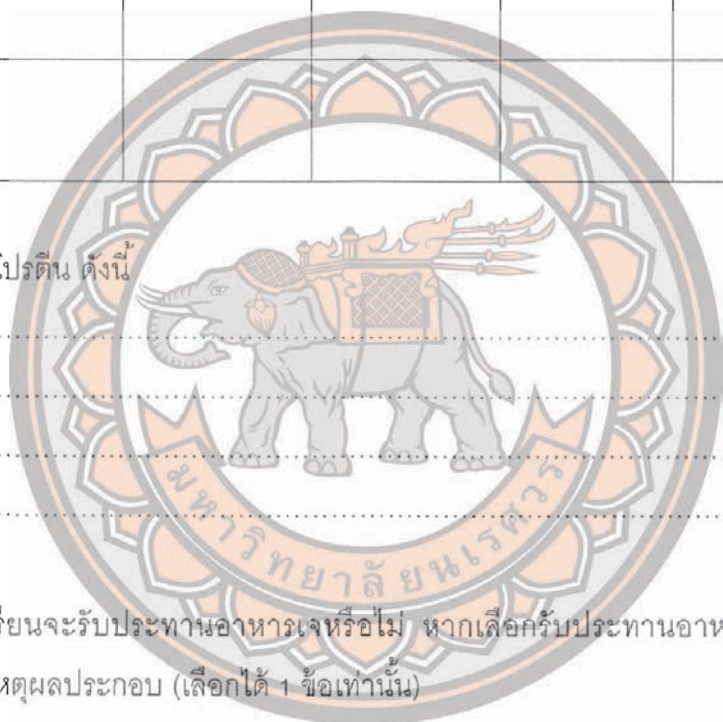 โปรตีน ดังนี้
มหาวิทยาลัยนเรศวร
รียนจะรับประทานอาหารเจหรือไม่ หากเลือกรับประทานอาห
หตุผลประกอบ (เลือกได้ 1 ข้อเท่านั้น)